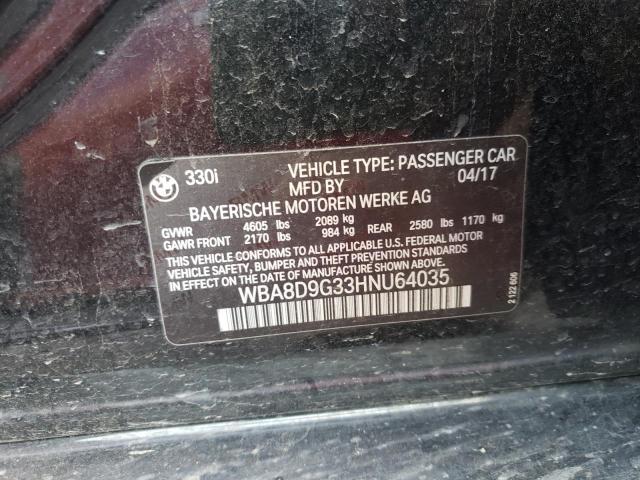 330i VEHICLE TYPE: PASSENGER CAR
MFD BY 04/17
BAYERISCHE MOTOREN WERKE AG
GVWR 4605 lbs 2089 kg
GAWR FRONT 2170 lbs 984 kg REAR 2580 lbs 1170 kg
THIS VEHICLE CONFORMS TO ALL APPLICABLE U.S. FEDERAL MOTOR
VEHICLE SAFETY, BUMPER, AND THEFT PREVENTION STANDARDS
IN EFFECT ON THE DATE OF MANUFACTURE SHOWN ABOVE.
WBA8D9G33HNU64035
2 122 606